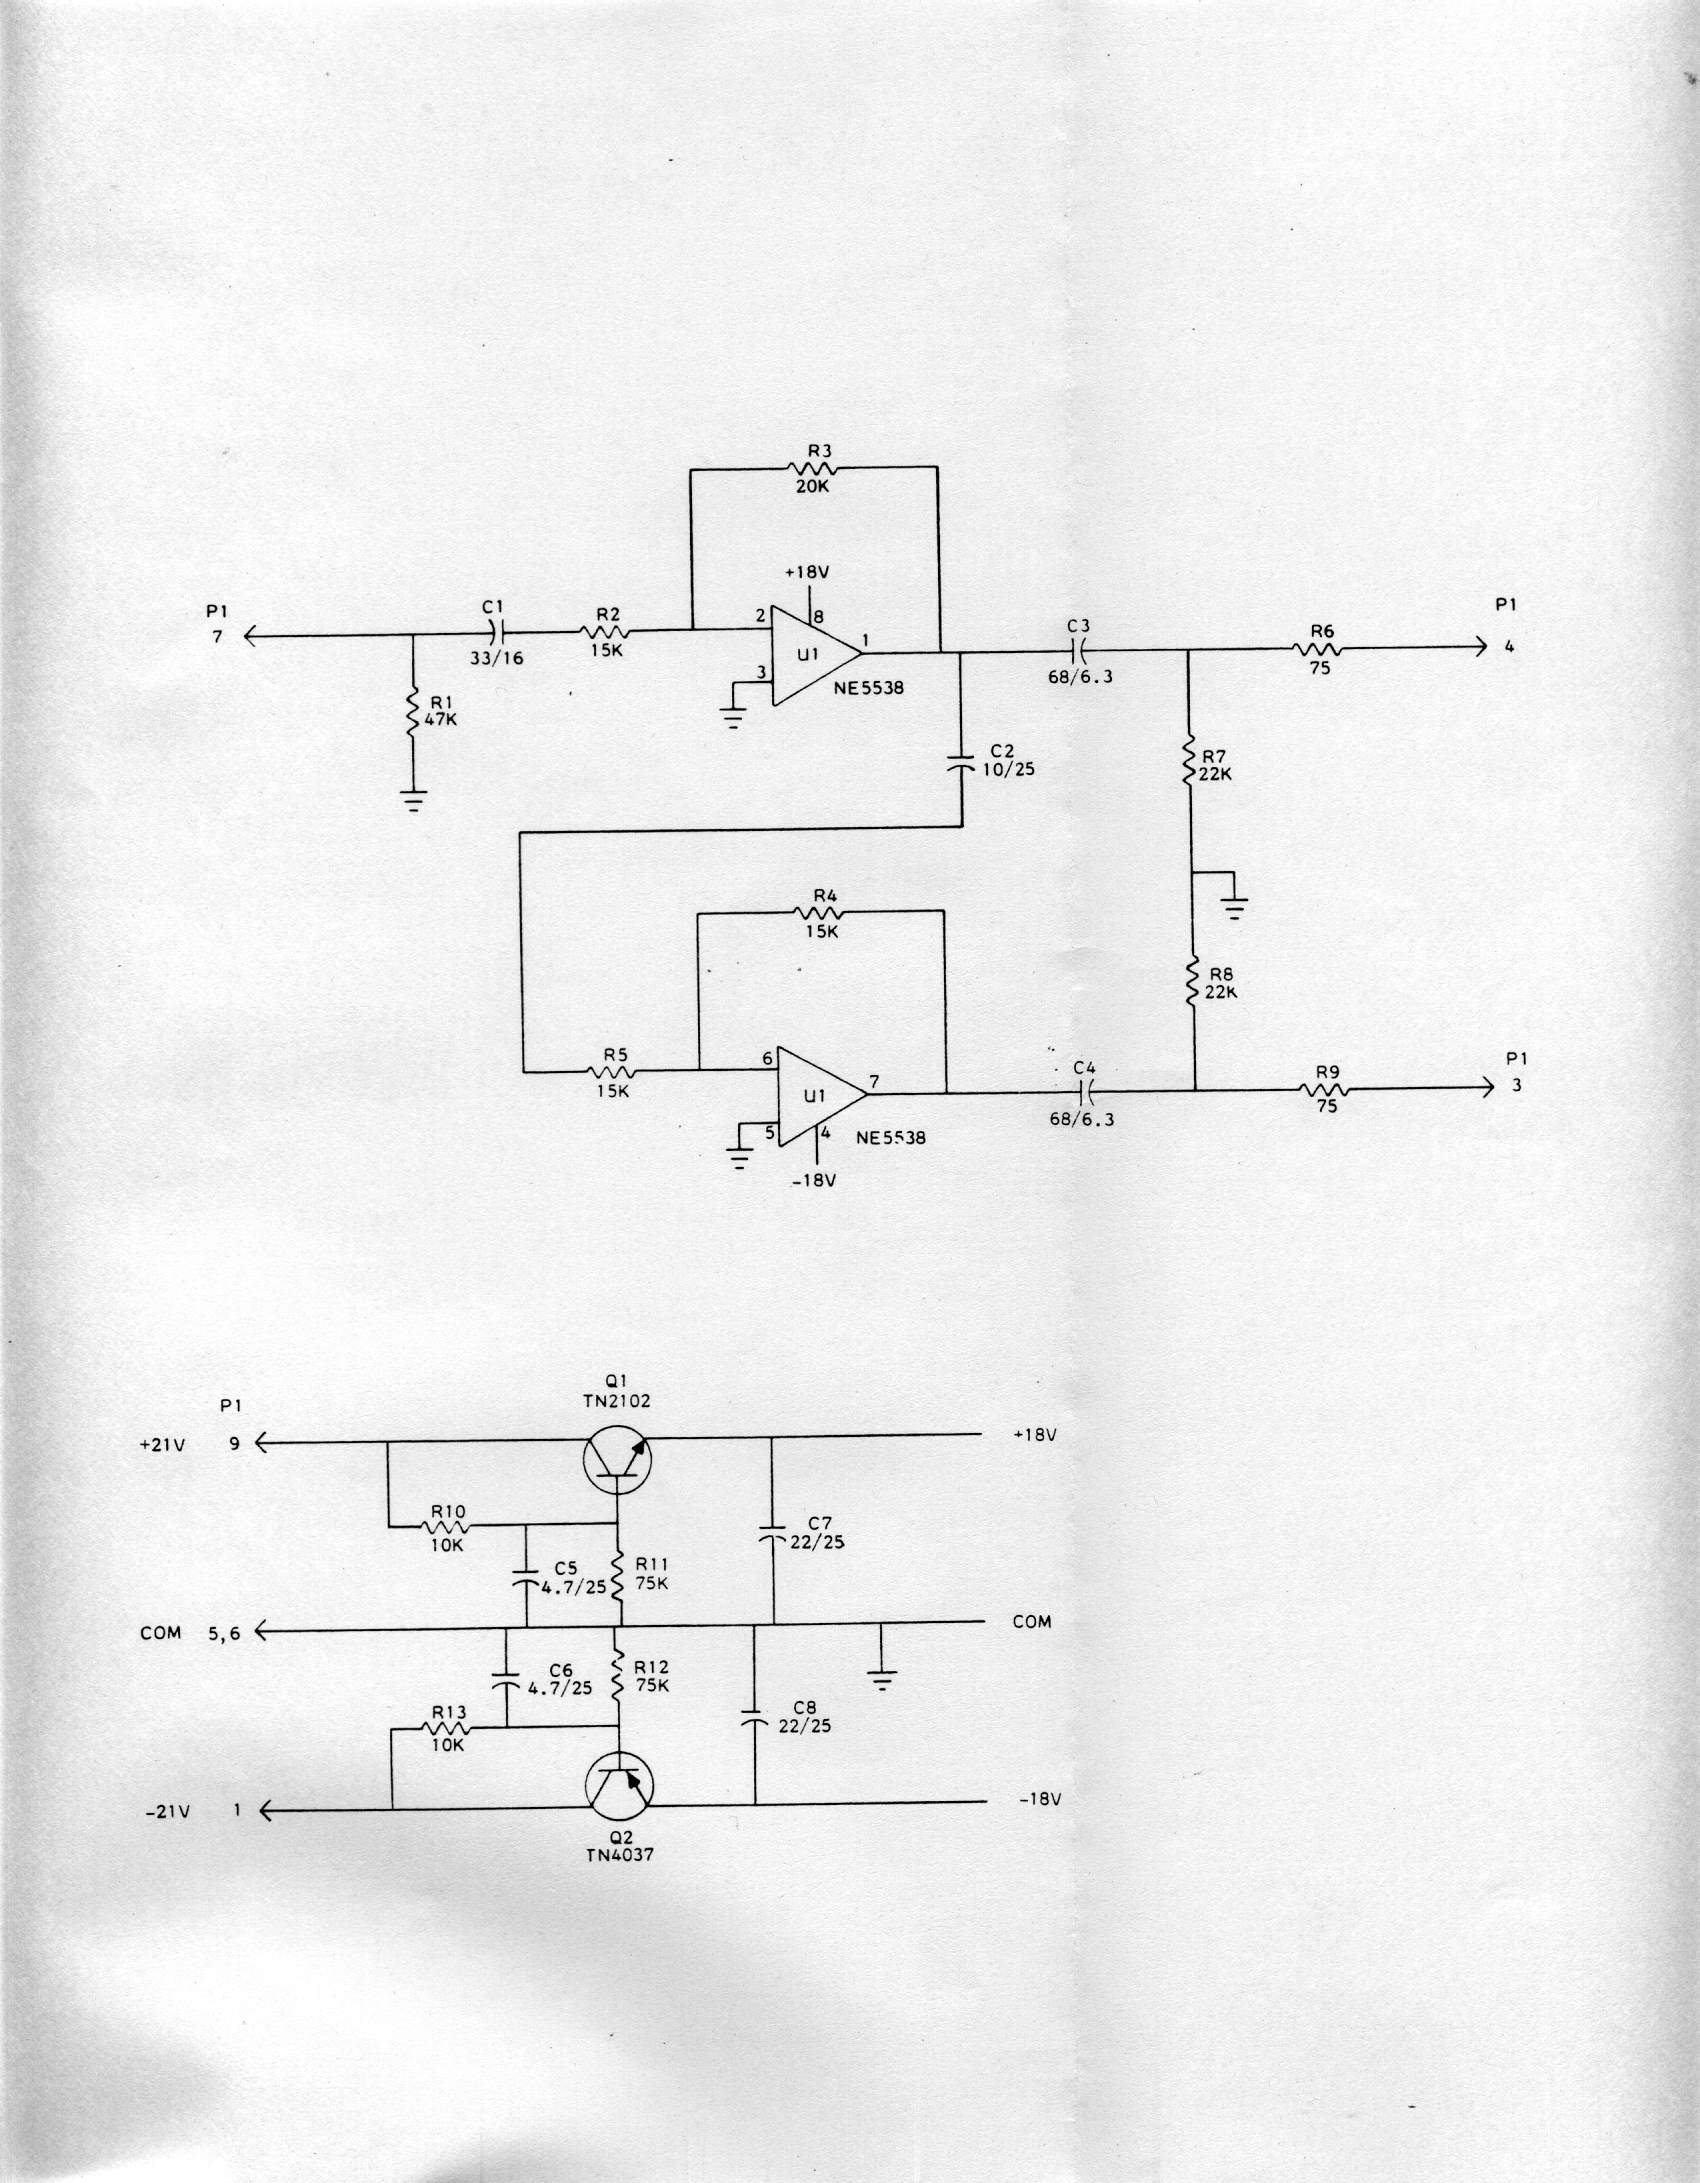 R3
20K
+18V
P1
7
C1
33/16
R2
15K
2
8
3
U1
1
NE5538
C3
68/6.3
R6
75
P1
4
R1
47K
C2
10/25
R7
22K
R4
15K
R8
22K
R5
15K
6
5
U1
7
4
NE5538
-18V
C4
68/6.3
R9
75
P1
3
Q1
TN2102
P1
+21V 9
+18V
R10
10K
C5
4.7/25
R11
75K
C7
22/25
COM 5,6
COM
C6
4.7/25
R12
75K
R13
10K
C8
22/25
-21V 1
-18V
Q2
TN4037